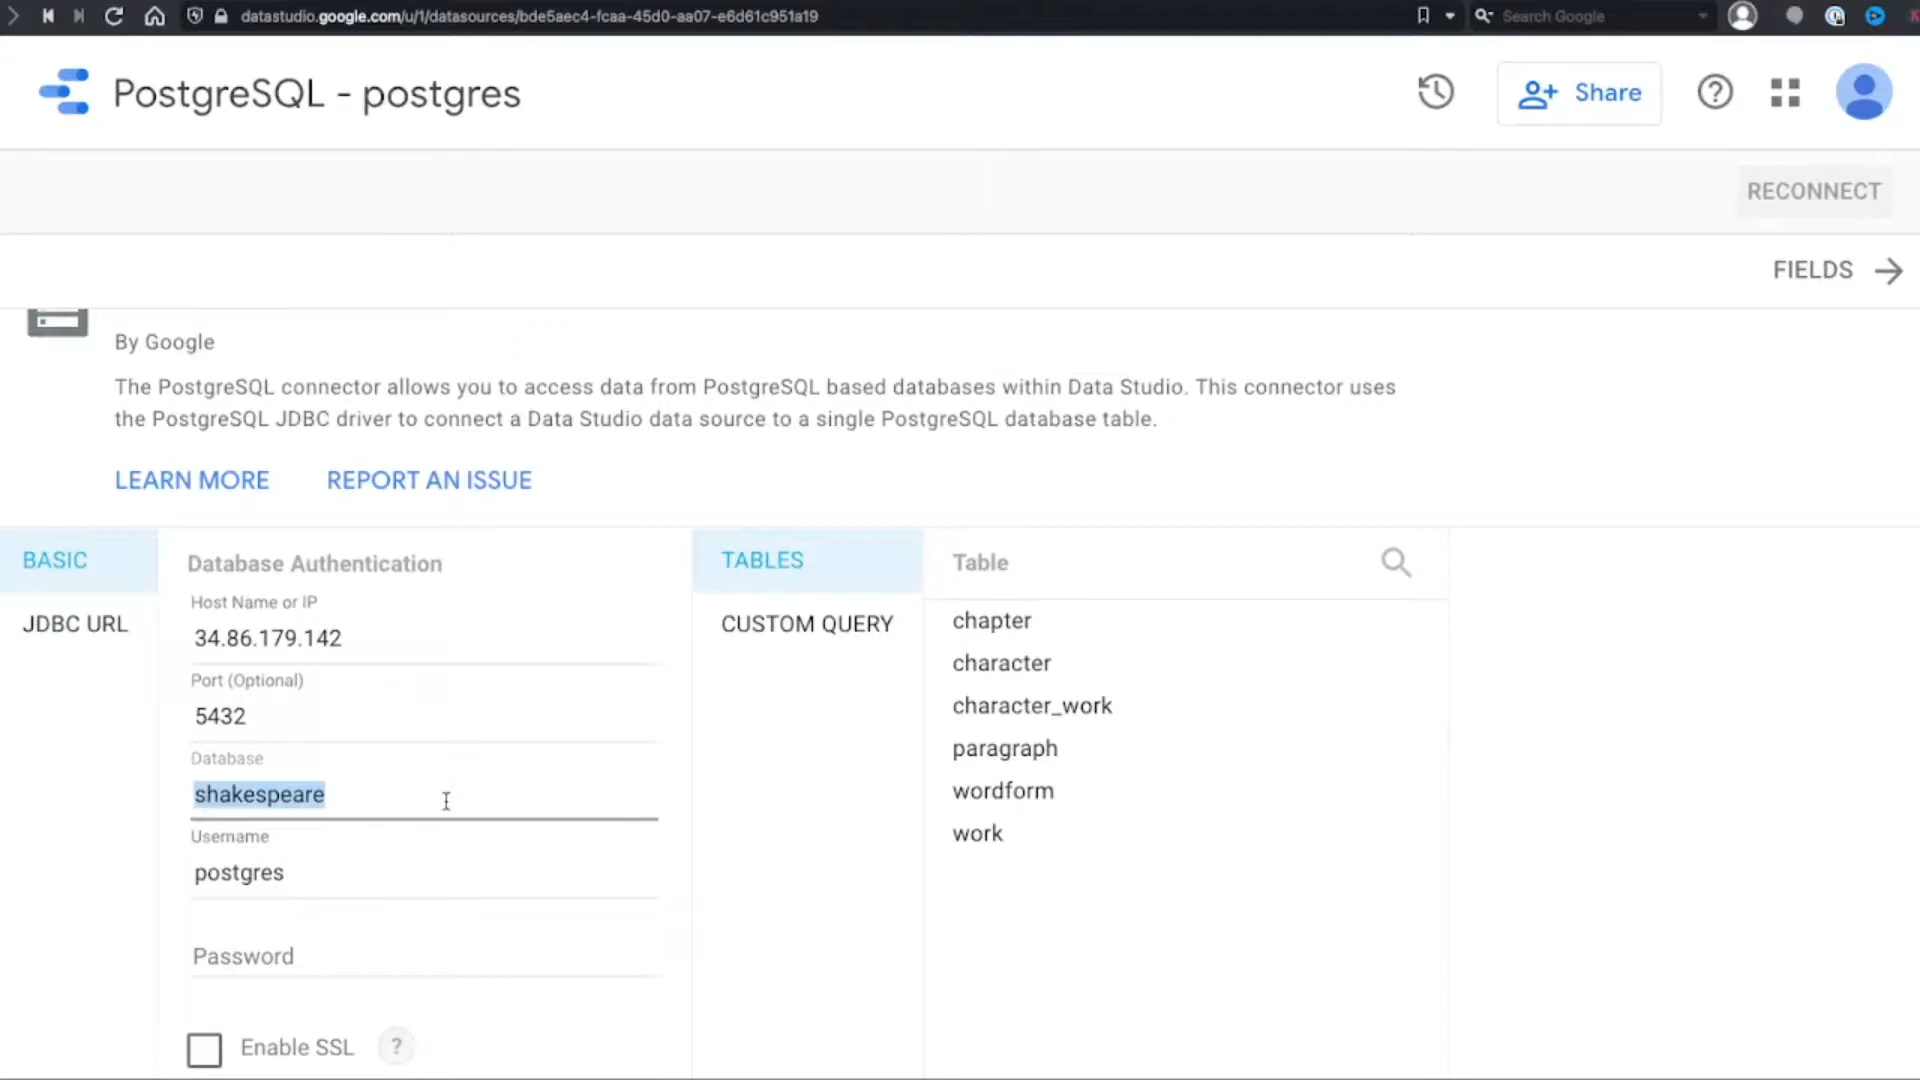 datastudio.google.com/u/1/datasources/bde5aec4-fcaa-45d0-aa07-e6d61c951a19
Search Google
PostgreSQL - postgres
Share
RECONNECT
FIELDS
By Google
The PostgreSQL connector allows you to access data from PostgreSQL based databases within Data Studio. This connector uses
the PostgreSQL JDBC driver to connect a Data Studio data source to a single PostgreSQL database table.
LEARN MORE REPORT AN ISSUE
BASIC
JDBC URL
Database Authentication
Host Name or IP
34.86.179.142
Port (Optional)
5432
Database
shakespeare
Username
postgres
Password
Enable SSL ?
TABLES
CUSTOM QUERY
Table
chapter
character
character_work
paragraph
wordform
work